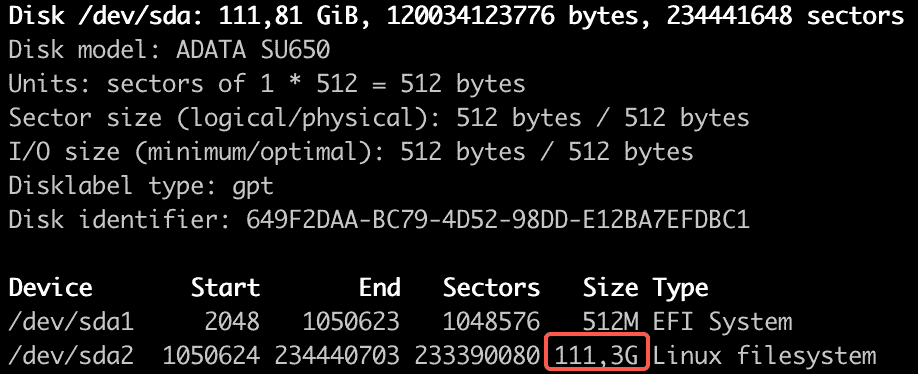 Disk /dev/sda: 111,81 GiB, 120034123776 bytes, 234441648 sectors
Disk model: ADATA SU650
Units: sectors of 1 * 512 = 512 bytes
Sector size (logical/physical): 512 bytes / 512 bytes
I/O size (minimum/optimal): 512 bytes / 512 bytes
Disklabel type: gpt
Disk identifier: 649F2DAA-BC79-4D52-98DD-E12BA7EFDBC1
Device Start End Sectors Size Type
/dev/sda1 2048 1050623 1048576 512M EFI System
/dev/sda2 1050624 234440703 233390080 111,3G Linux filesystem